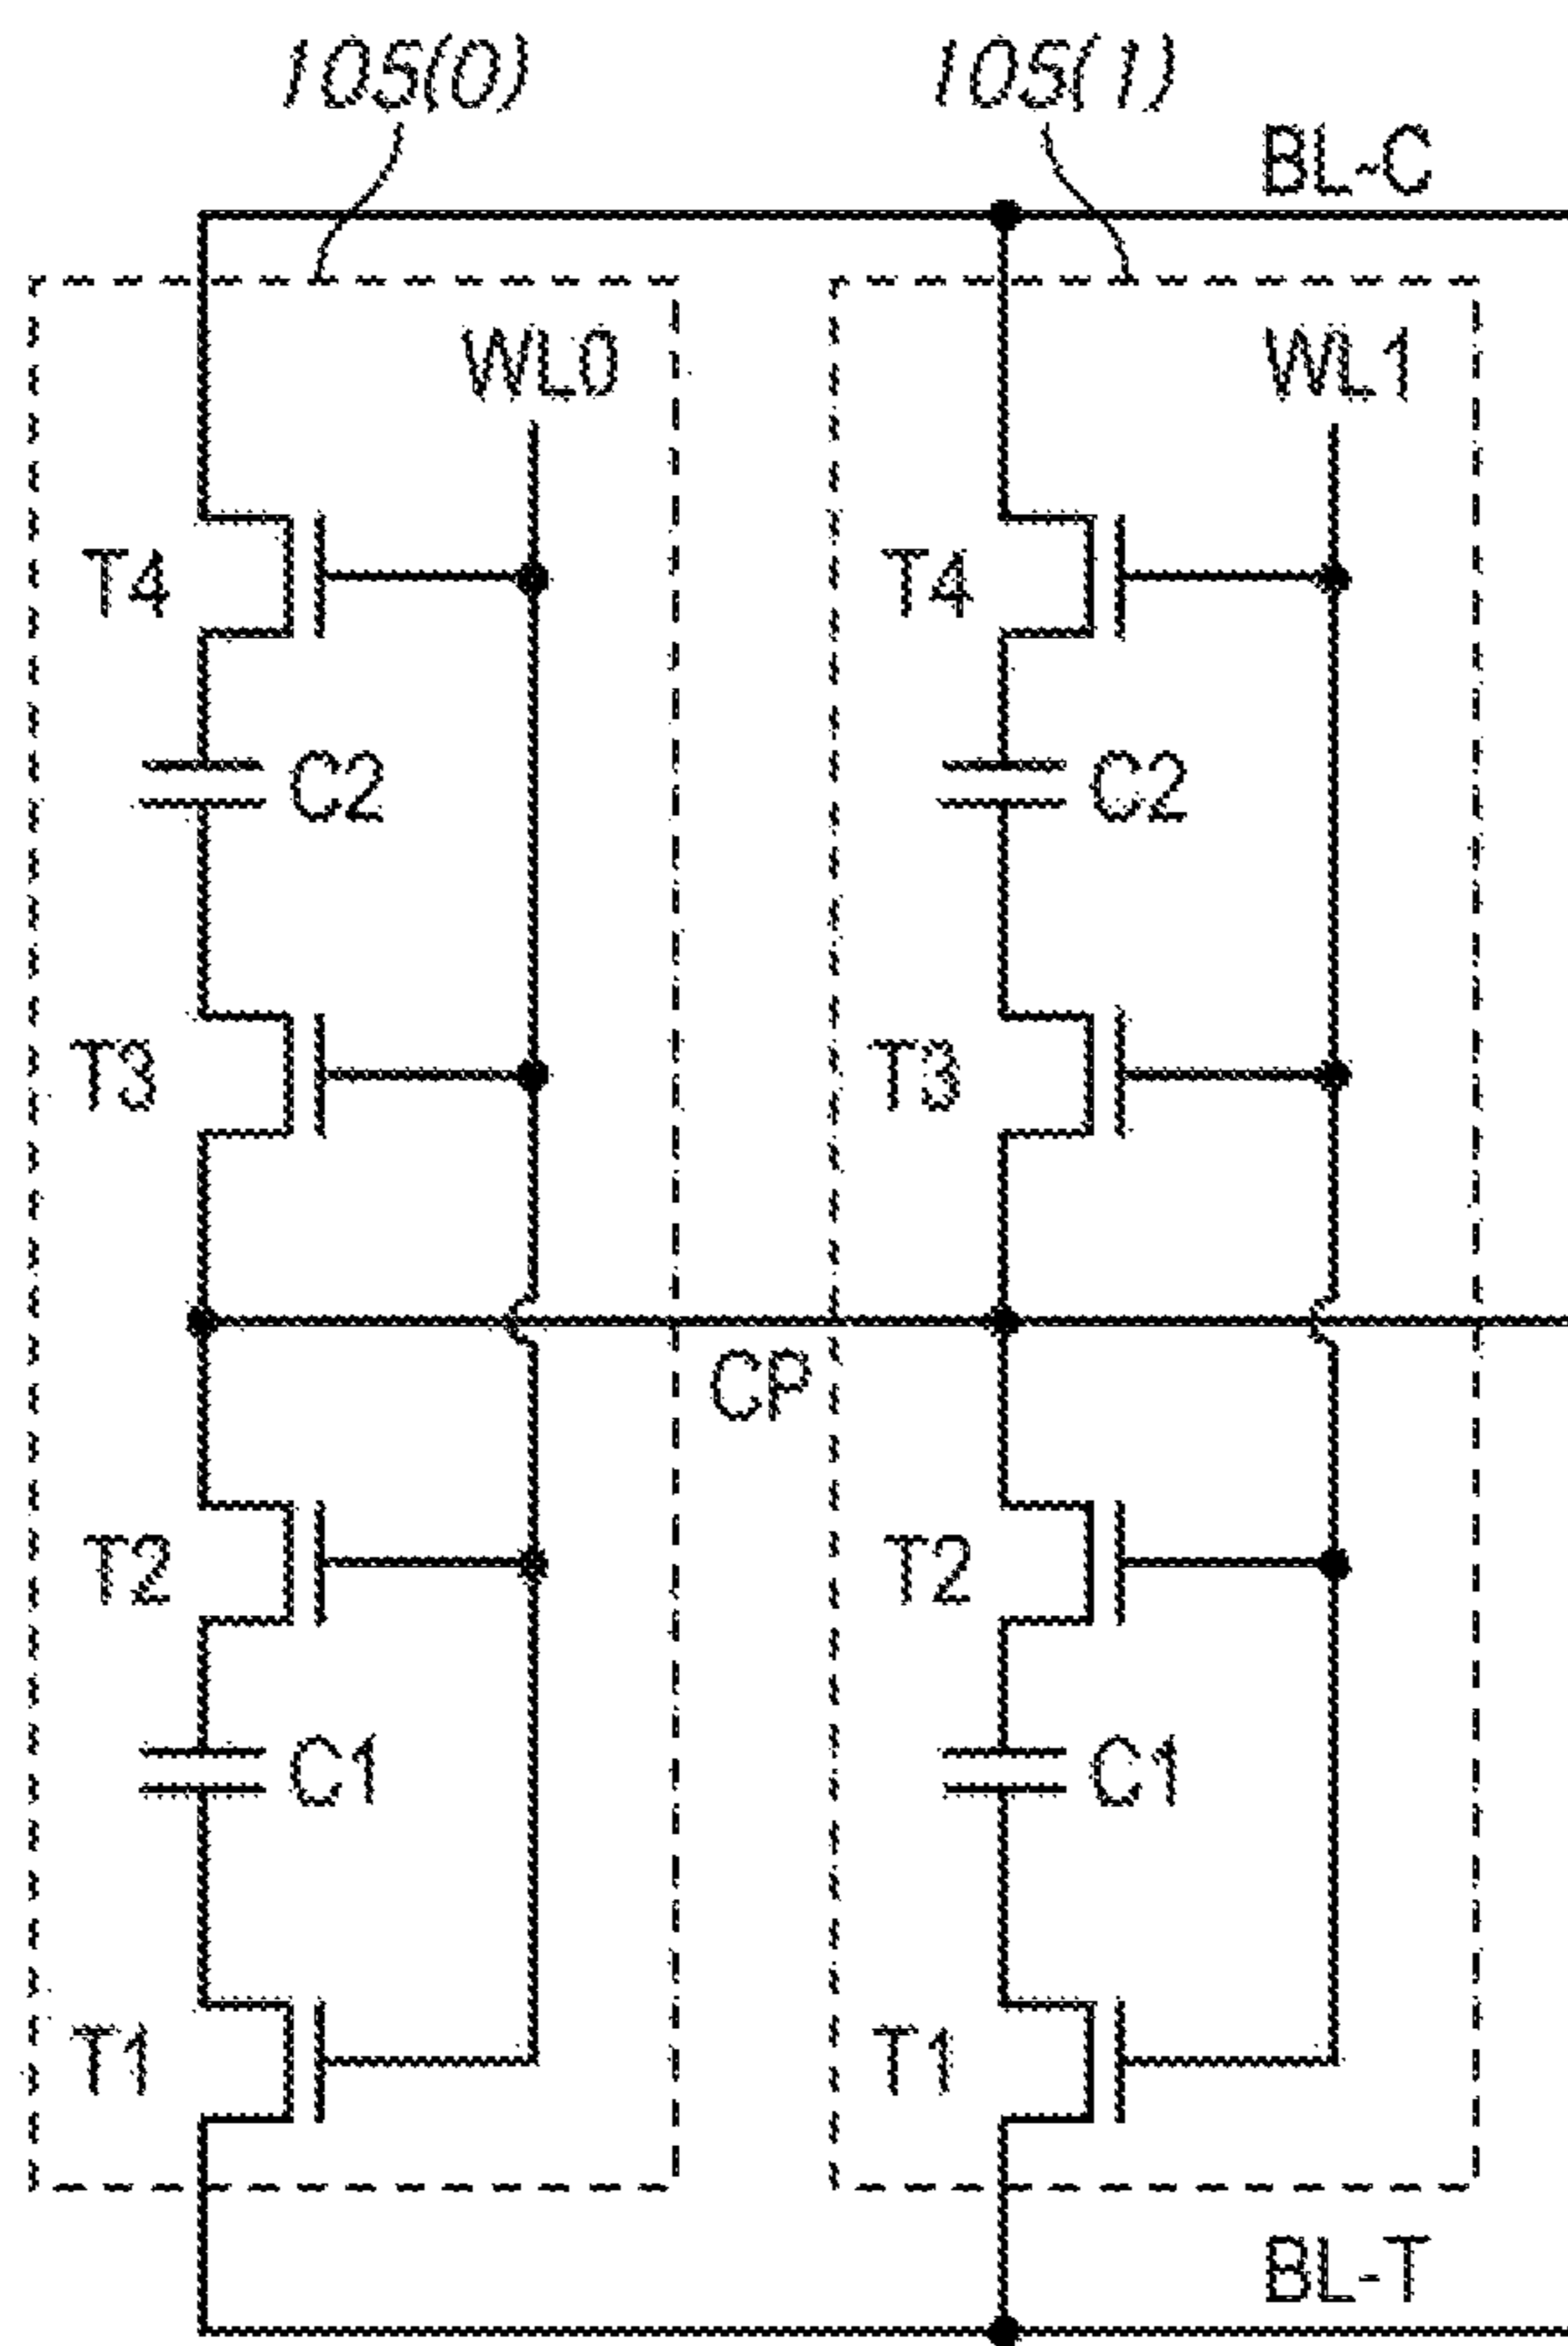 105(0) 105(1)
BL-C
WL0 WL1
T4 T4
C2 C2
T3 T3
CP
T2 T2
C1 C1
T1 T1
BL-T